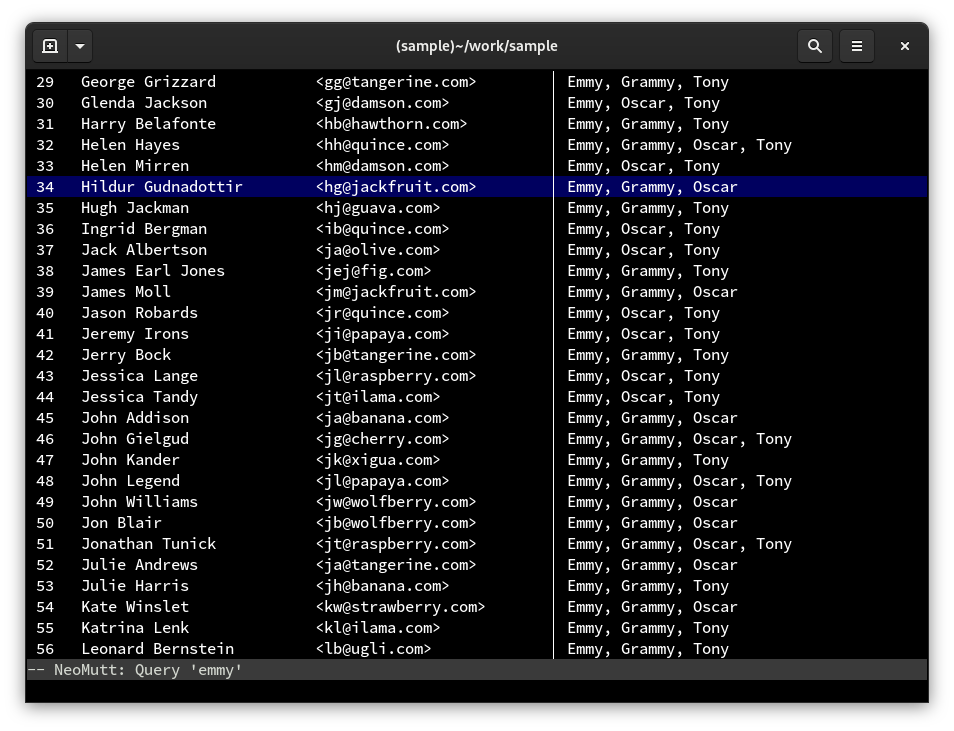 (sample)~/work/sample
29 George Grizzard <gg@tangerine.com> Emmy, Grammy, Tony
30 Glenda Jackson <gj@damson.com> Emmy, Oscar, Tony
31 Harry Belafonte <hb@hawthorn.com> Emmy, Grammy, Tony
32 Helen Hayes <hh@quince.com> Emmy, Grammy, Oscar, Tony
33 Helen Mirren <hm@damson.com> Emmy, Oscar, Tony
34 Hildur Gudnadottir <hg@jackfruit.com> Emmy, Grammy, Oscar
35 Hugh Jackman <hj@guava.com> Emmy, Grammy, Tony
36 Ingrid Bergman <ib@quince.com> Emmy, Oscar, Tony
37 Jack Albertson <ja@olive.com> Emmy, Oscar, Tony
38 James Earl Jones <jej@fig.com> Emmy, Grammy, Tony
39 James Moll <jm@jackfruit.com> Emmy, Grammy, Oscar
40 Jason Robards <jr@quince.com> Emmy, Oscar, Tony
41 Jeremy Irons <ji@papaya.com> Emmy, Oscar, Tony
42 Jerry Bock <jb@tangerine.com> Emmy, Grammy, Tony
43 Jessica Lange <jl@raspberry.com> Emmy, Oscar, Tony
44 Jessica Tandy <jt@ilama.com> Emmy, Oscar, Tony
45 John Addison <ja@banana.com> Emmy, Grammy, Oscar
46 John Gielgud <jg@cherry.com> Emmy, Grammy, Oscar, Tony
47 John Kander <jk@xigua.com> Emmy, Grammy, Tony
48 John Legend <jl@papaya.com> Emmy, Grammy, Oscar, Tony
49 John Williams <jw@wolfberry.com> Emmy, Grammy, Oscar
50 Jon Blair <jb@wolfberry.com> Emmy, Grammy, Oscar
51 Jonathan Tunick <jt@raspberry.com> Emmy, Grammy, Oscar, Tony
52 Julie Andrews <ja@tangerine.com> Emmy, Grammy, Oscar
53 Julie Harris <jh@banana.com> Emmy, Grammy, Tony
54 Kate Winslet <kw@strawberry.com> Emmy, Grammy, Oscar
55 Katrina Lenk <kl@ilama.com> Emmy, Grammy, Tony
56 Leonard Bernstein <lb@ugli.com> Emmy, Grammy, Tony
-- NeoMutt: Query 'emmy'